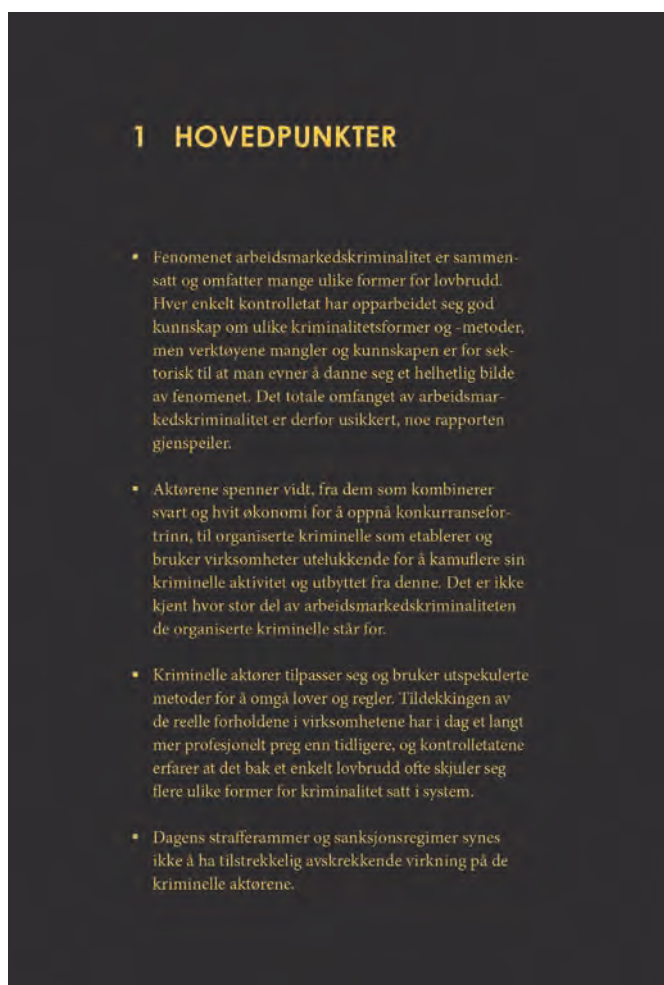 1 HOVEDPUNKTER
▪ Fenomenet arbeidsmarkedskriminalitet er sammen-
satt og omfatter mange ulike former for lovbrudd.
Hver enkelt kontrolletat har opparbeidet seg god
kunnskap om ulike kriminalitetsformer og -metoder,
men verktøyene mangler og kunnskapen er for sek-
torisk til at man evner å danne seg et helhetlig bilde
av fenomenet. Det totale omfanget av arbeidsmar-
kedskriminalitet er derfor usikkert, noe rapporten
gjenspeiler.
▪ Aktørene spenner vidt, fra dem som kombinerer
svart og hvit økonomi for å oppnå konkurransefor-
trinn, til organiserte kriminelle som etablerer og
bruker virksomheter utelukkende for å kamuflere sin
kriminelle aktivitet og utbyttet fra denne. Det er ikke
kjent hvor stor del av arbeidsmarkedskriminaliteten
de organiserte kriminelle står for.
▪ Kriminelle aktører tilpasser seg og bruker utspekulerte
metoder for å omgå lover og regler. Tildekkingen av
de reelle forholdene i virksomhetene har i dag et langt
mer profesjonelt preg enn tidligere, og kontrolletatene
erfarer at det bak et enkelt lovbrudd ofte skjuler seg
flere ulike former for kriminalitet satt i system.
▪ Dagens strafferammer og sanksjonsregimer synes
ikke å ha tilstrekkelig avskrekkende virkning på de
kriminelle aktørene.